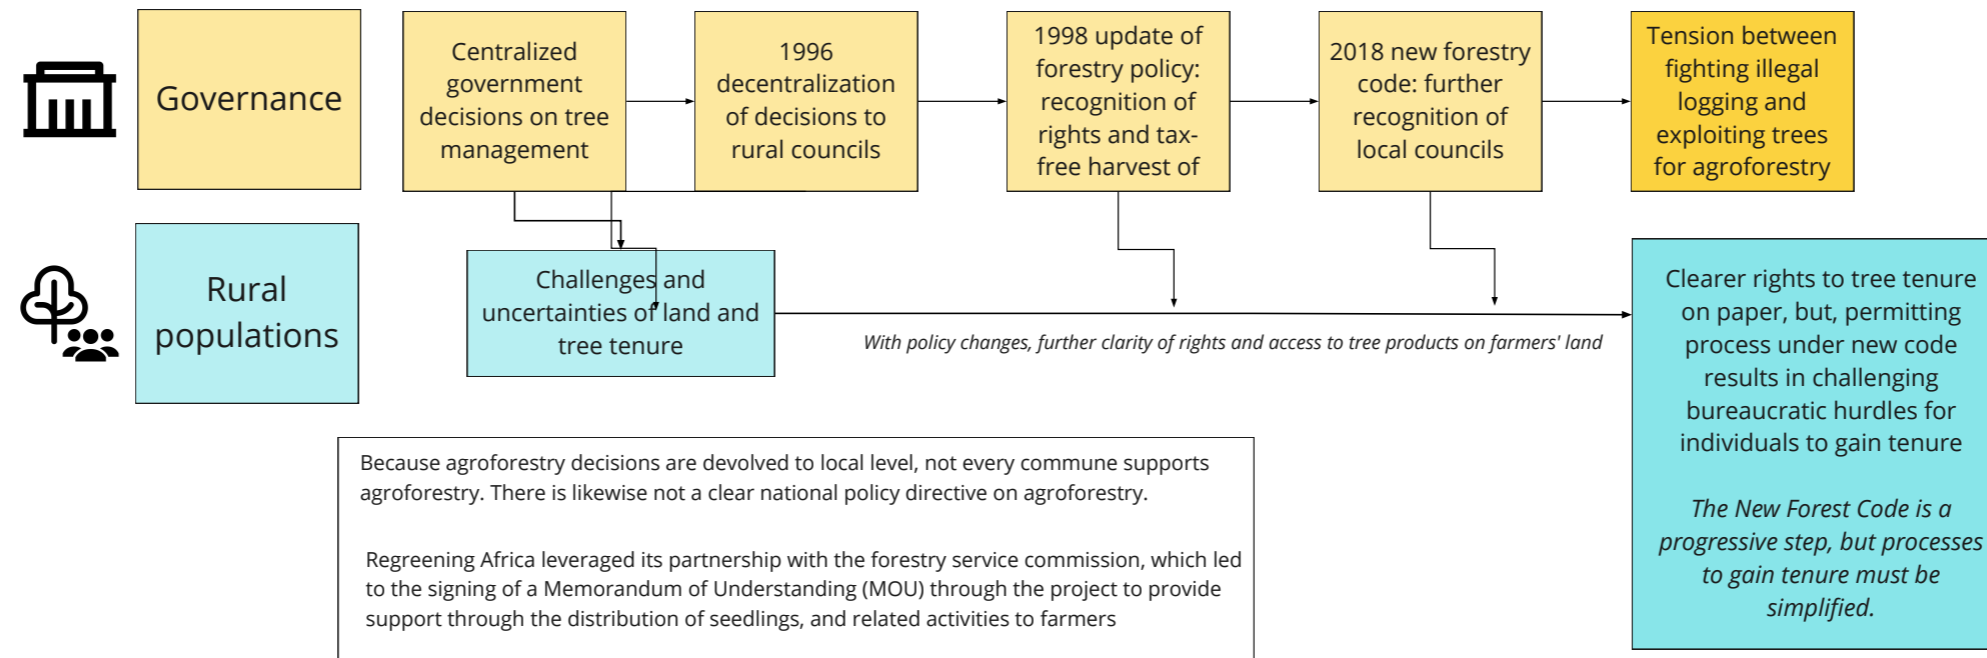 Governance
Centralized
government
decisions on tree
management
1996
decentralization
of decisions to
rural councils
1998 update of
forestry policy:
recognition of
rights and tax-
free harvest of
2018 new forestry
code: further
recognition of
local councils
Tension between
fighting illegal
logging and
exploiting trees
for agroforestry
Rural
populations
Challenges and
uncertainties of land and
tree tenure
With policy changes, further clarity of rights and access to tree products on farmers' land
Clearer rights to tree tenure
on paper, but, permitting
process under new code
results in challenging
bureaucratic hurdles for
individuals to gain tenure
The New Forest Code is a
progressive step, but processes
to gain tenure must be
simplified.
Because agroforestry decisions are devolved to local level, not every commune supports
agroforestry. There is likewise not a clear national policy directive on agroforestry.
Regreening Africa leveraged its partnership with the forestry service commission, which led
to the signing of a Memorandum of Understanding (MOU) through the project to provide
support through the distribution of seedlings, and related activities to farmers